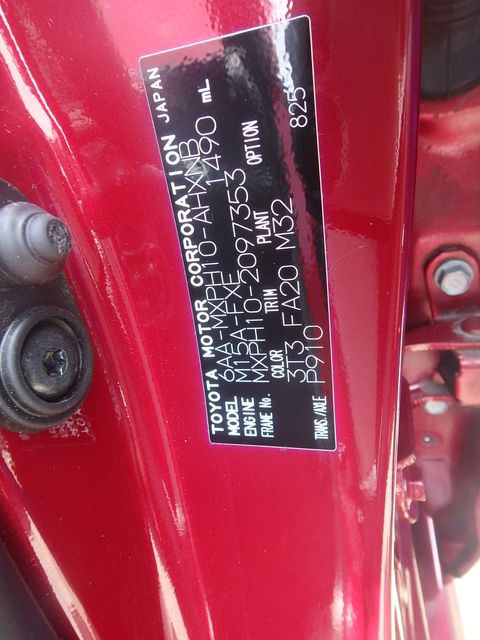 TOYOTA MOTOR CORPORATION JAPAN
MODEL 6AA-MXPH10-AHXNB
ENGINE M15A-FXE 1490 mL
FRAME No. MXPH10-2097353
COLOR TRIM PLANT OPTION
3T3 FA20 M32 825
TRANS./AXLE P910